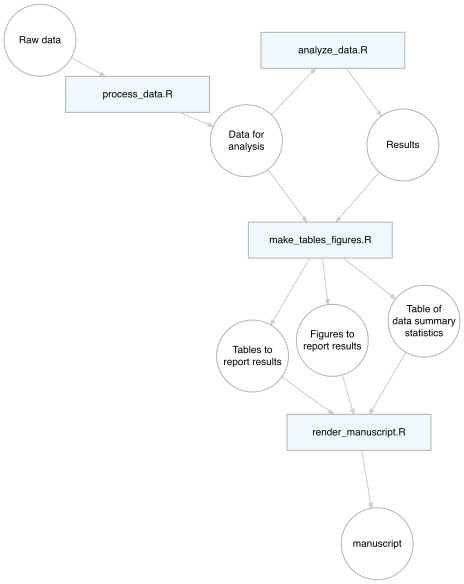 Raw data
analyze_data.R
process_data.R
Data for
analysis
Results
make_tables_figures.R
Tables to
report results
Figures to
report results
Table of
data summary
statistics
render_manuscript.R
manuscript